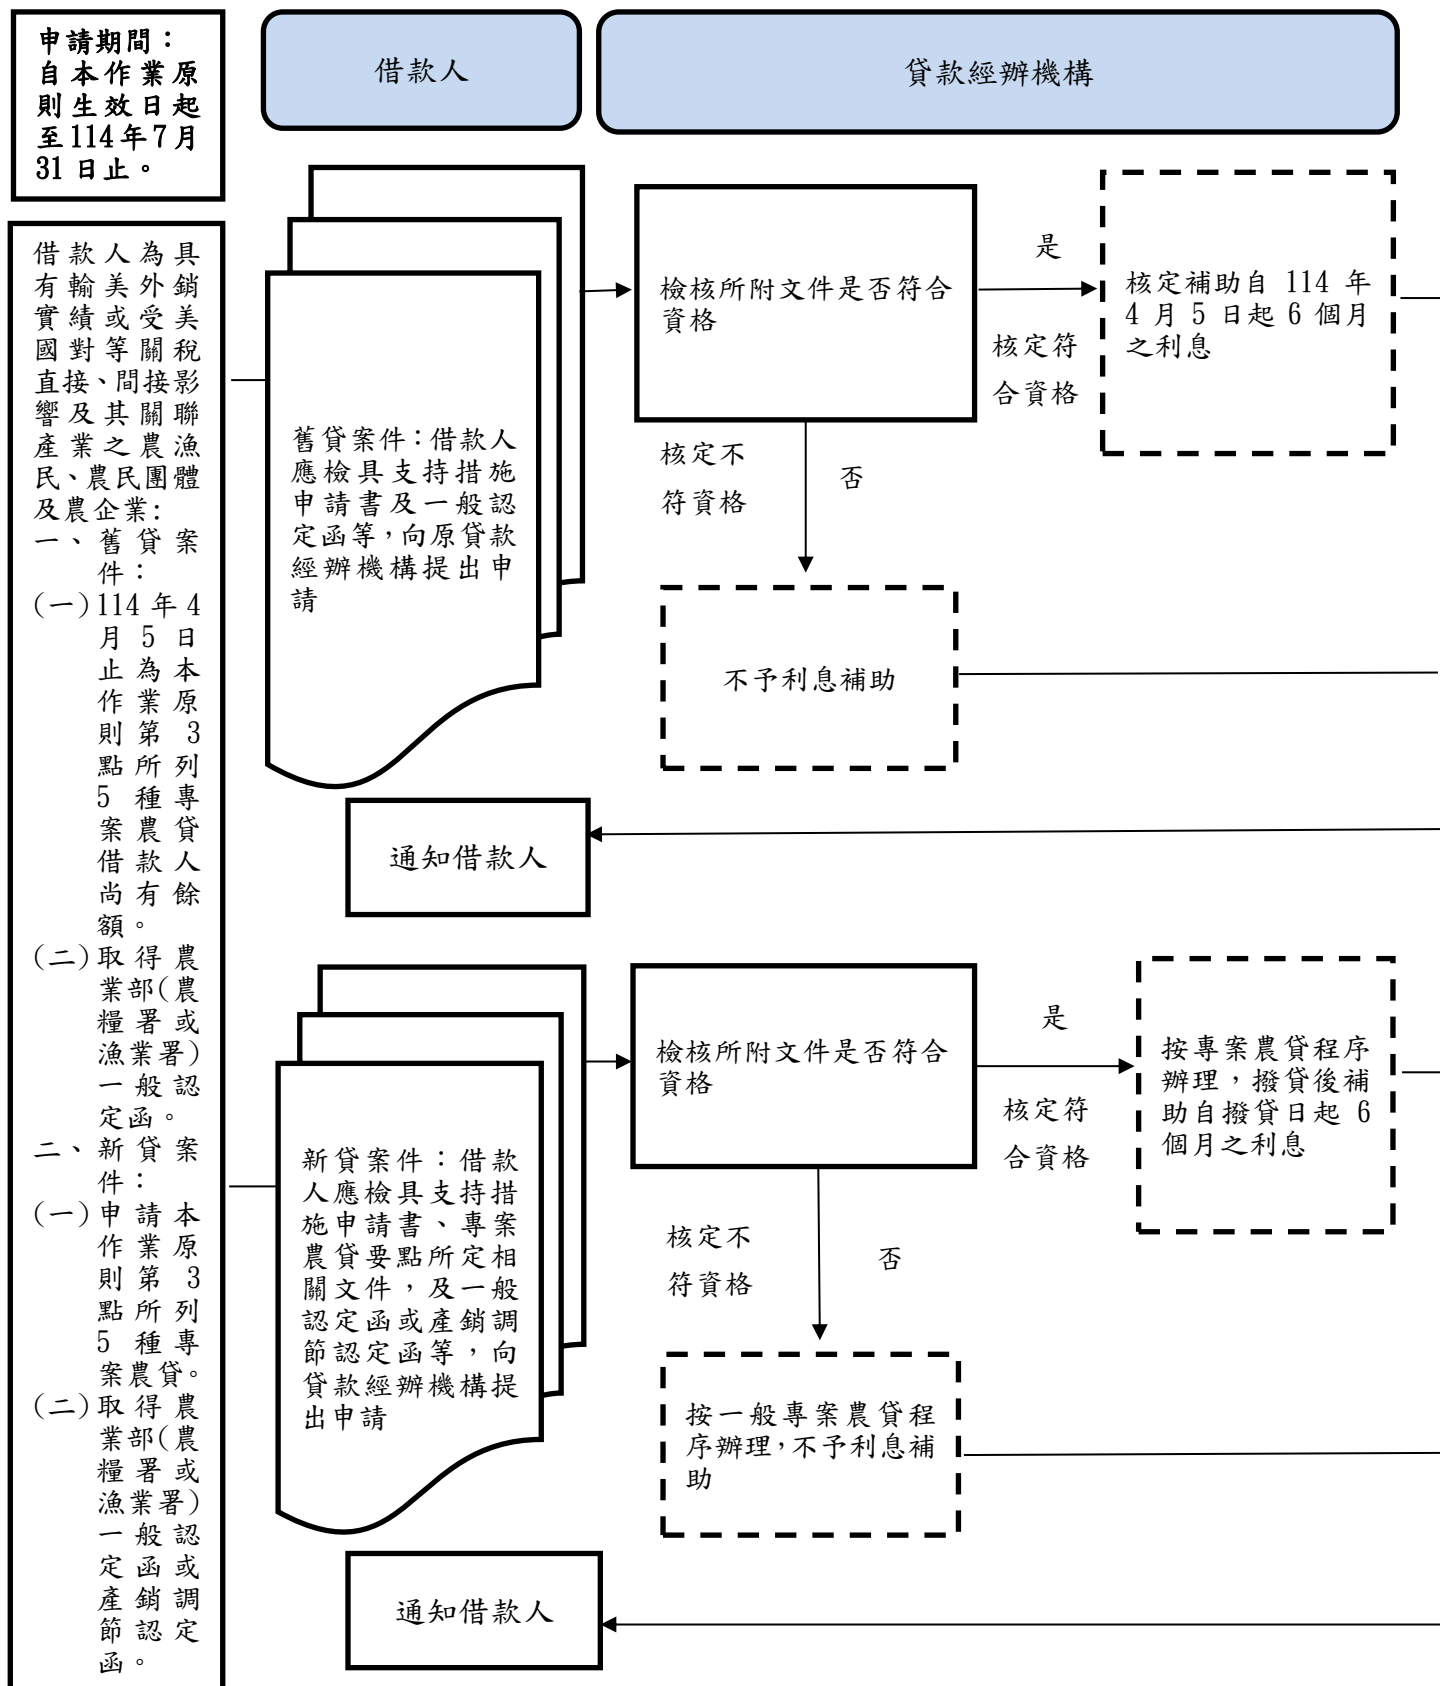 申請期間：
自本作業原
則生效日起
至114年7月
31日止。
借款人
貸款經辦機構
借款人為具
有輸美外銷
實績或受美
國對等關稅
直接、間接影
響及其關聯
產業之農漁
民、農民團體
及農企業：
一、舊貸案
件：
(一)114年4
月5日
止為本
作業原
則第3
點所列
5種專
案農貸
借款人
尚有餘
額。
(二)取得農
業部(農
糧署或
漁業署)
一般認
定函。
二、新貸案
件：
(一)申請本
作業原
則第3
點所列
5種專
案農貸。
(二)取得農
業部(農
糧署或
漁業署)
一般認
定函或
產銷調
節認定
函。
舊貸案件：借款人
應檢具支持措施
申請書及一般認
定函等，向原貸款
經辦機構提出申
請
檢核所附文件是否符合
資格
是
核定符
合資格
核定補助自 114 年
4 月 5 日起 6 個月
之利息
核定不
符資格
否
不予利息補助
通知借款人
新貸案件：借款
人應檢具支持措
施申請書、專案
農貸要點所定相
關文件，及一般
認定函或產銷調
節認定函等，向
貸款經辦機構提
出申請
檢核所附文件是否符合
資格
是
核定符
合資格
按專案農貸程序
辦理，撥貸後補
助自撥貸日起 6
個月之利息
核定不
符資格
否
按一般專案農貸程
序辦理，不予利息補
助
通知借款人